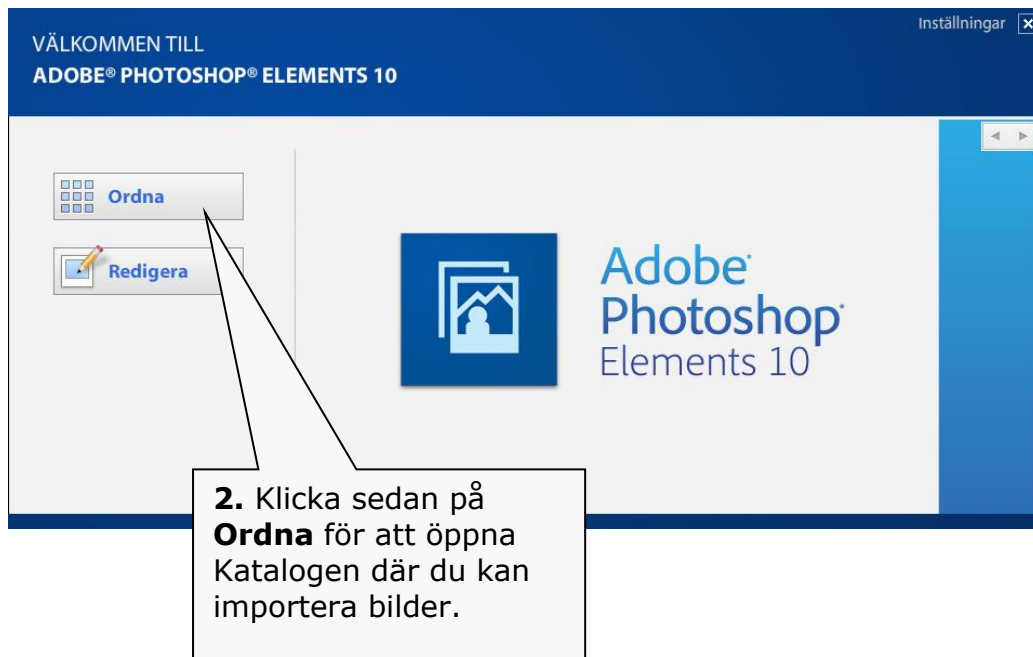 Inställningar
VÄLKOMMEN TILL
ADOBE® PHOTOSHOP® ELEMENTS 10
Ordna
Redigera
Adobe®
Photoshop®
Elements 10
2. Klicka sedan på
Ordna för att öppna
Katalogen där du kan
importera bilder.